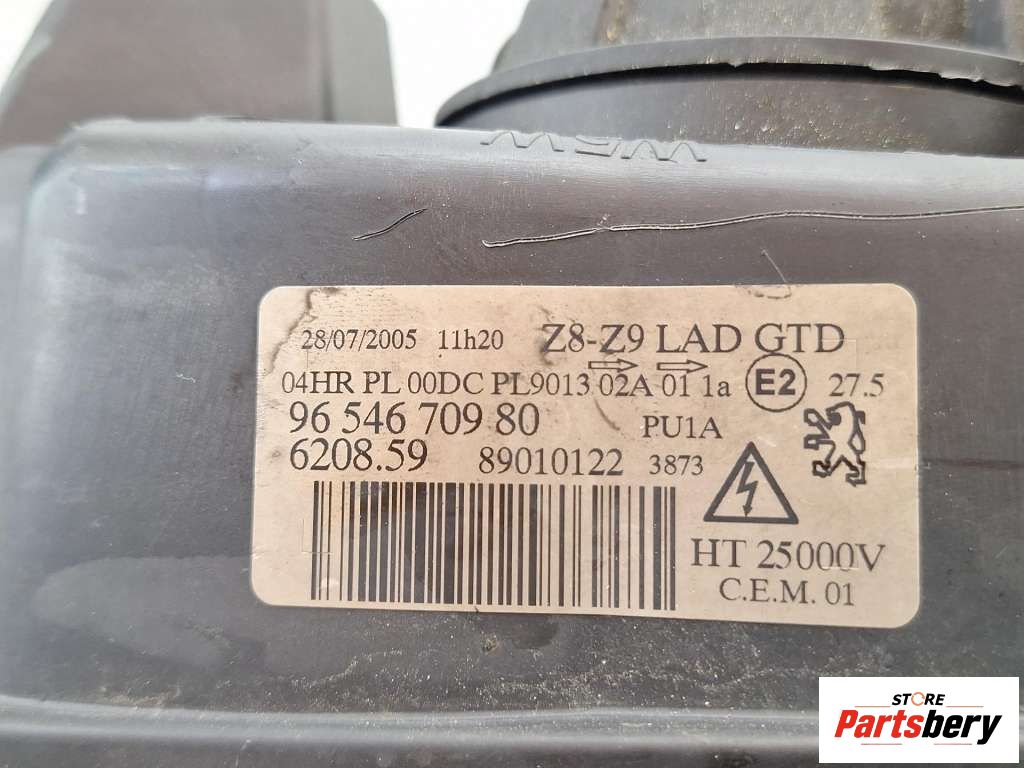 W5W
28/07/2005 11h20 Z8-Z9 LAD GTD
04HR PL 00DC PL9013 02A 01 1a E2 27.5
96 546 709 80 PU1A
6208.59 89010122 3873
HT 25000V
C.E.M. 01
STORE
Partsbery